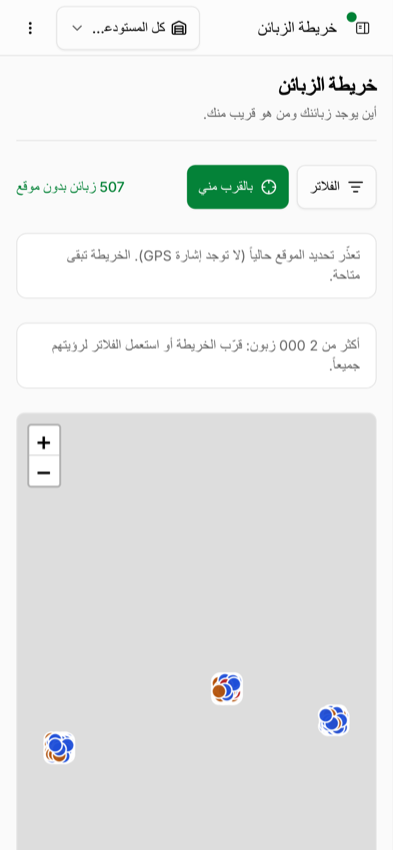 خريطة الزبائن
كل المستودعـ...
خريطة الزبائن
أين يوجد زبائنك ومن هو قريب منك.
الفلاتر
بالقرب مني
507 زبائن بدون موقع
تعذّر تحديد الموقع حالياً (لا توجد إشارة GPS). الخريطة تبقى
متاحة.
أكثر من 2 000 زبون: قرّب الخريطة أو استعمل الفلاتر لرؤيتهم
جميعاً.
+
−